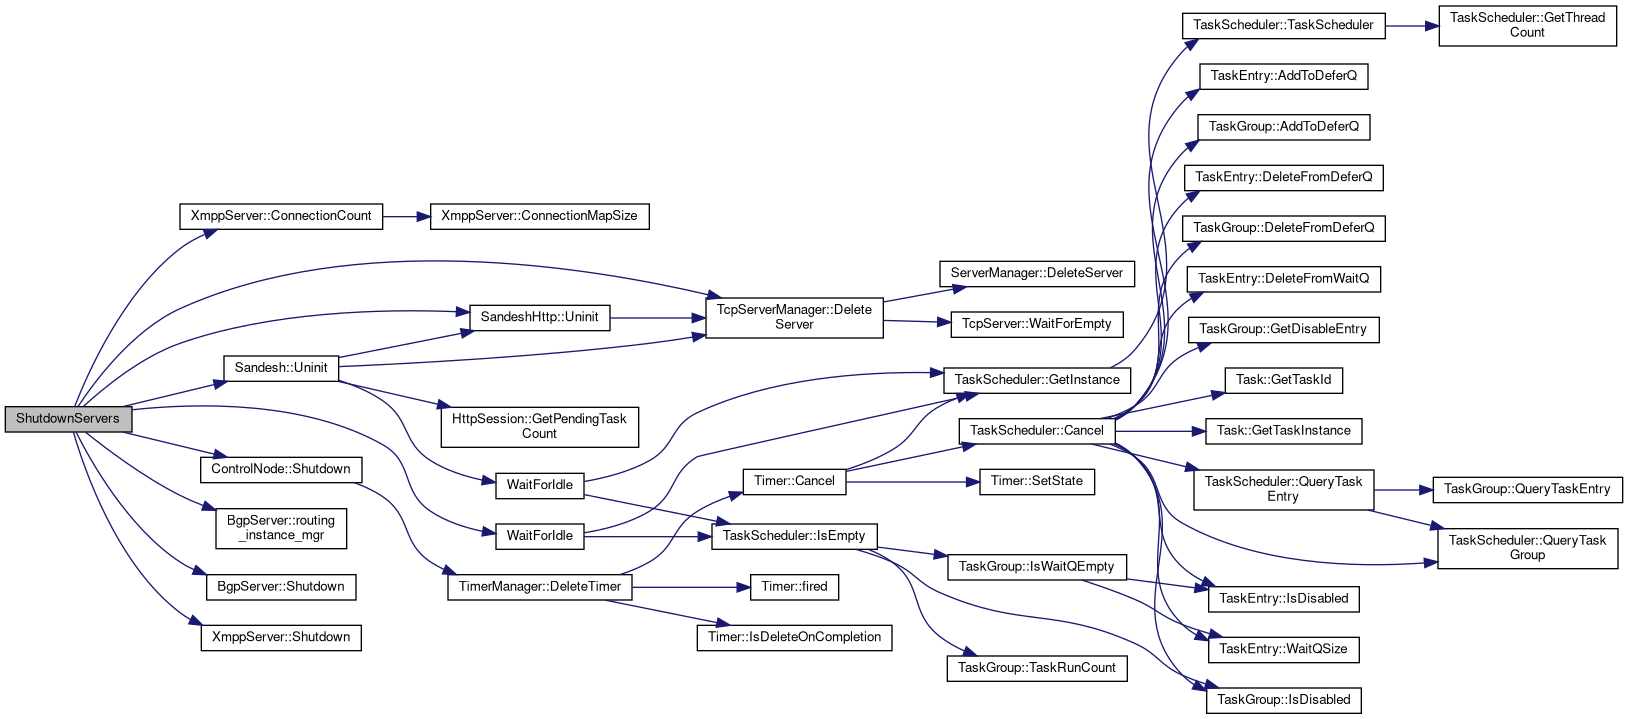 ShutdownServers
XmppServer::ConnectionCount
XmppServer::ConnectionMapSize
SandeshHttp::Uninit
Sandesh::Uninit
HttpSession::GetPendingTask
Count
ControlNode::Shutdown
BgpServer::routing
_instance_mgr
BgpServer::Shutdown
XmppServer::Shutdown
WaitForIdle
WaitForIdle
TimerManager::DeleteTimer
TcpServerManager::Delete
Server
ServerManager::DeleteServer
TcpServer::WaitForEmpty
TaskScheduler::GetInstance
TaskScheduler::Cancel
Timer::Cancel
Timer::SetState
TaskScheduler::IsEmpty
TaskGroup::IsWaitQEmpty
Timer::fired
Timer::IsDeleteOnCompletion
TaskGroup::TaskRunCount
TaskScheduler::TaskScheduler
TaskScheduler::GetThread
Count
TaskEntry::AddToDeferQ
TaskGroup::AddToDeferQ
TaskEntry::DeleteFromDeferQ
TaskGroup::DeleteFromDeferQ
TaskEntry::DeleteFromWaitQ
TaskGroup::GetDisableEntry
Task::GetTaskId
Task::GetTaskInstance
TaskScheduler::QueryTask
Entry
TaskGroup::QueryTaskEntry
TaskScheduler::QueryTask
Group
TaskEntry::IsDisabled
TaskEntry::WaitQSize
TaskGroup::IsDisabled